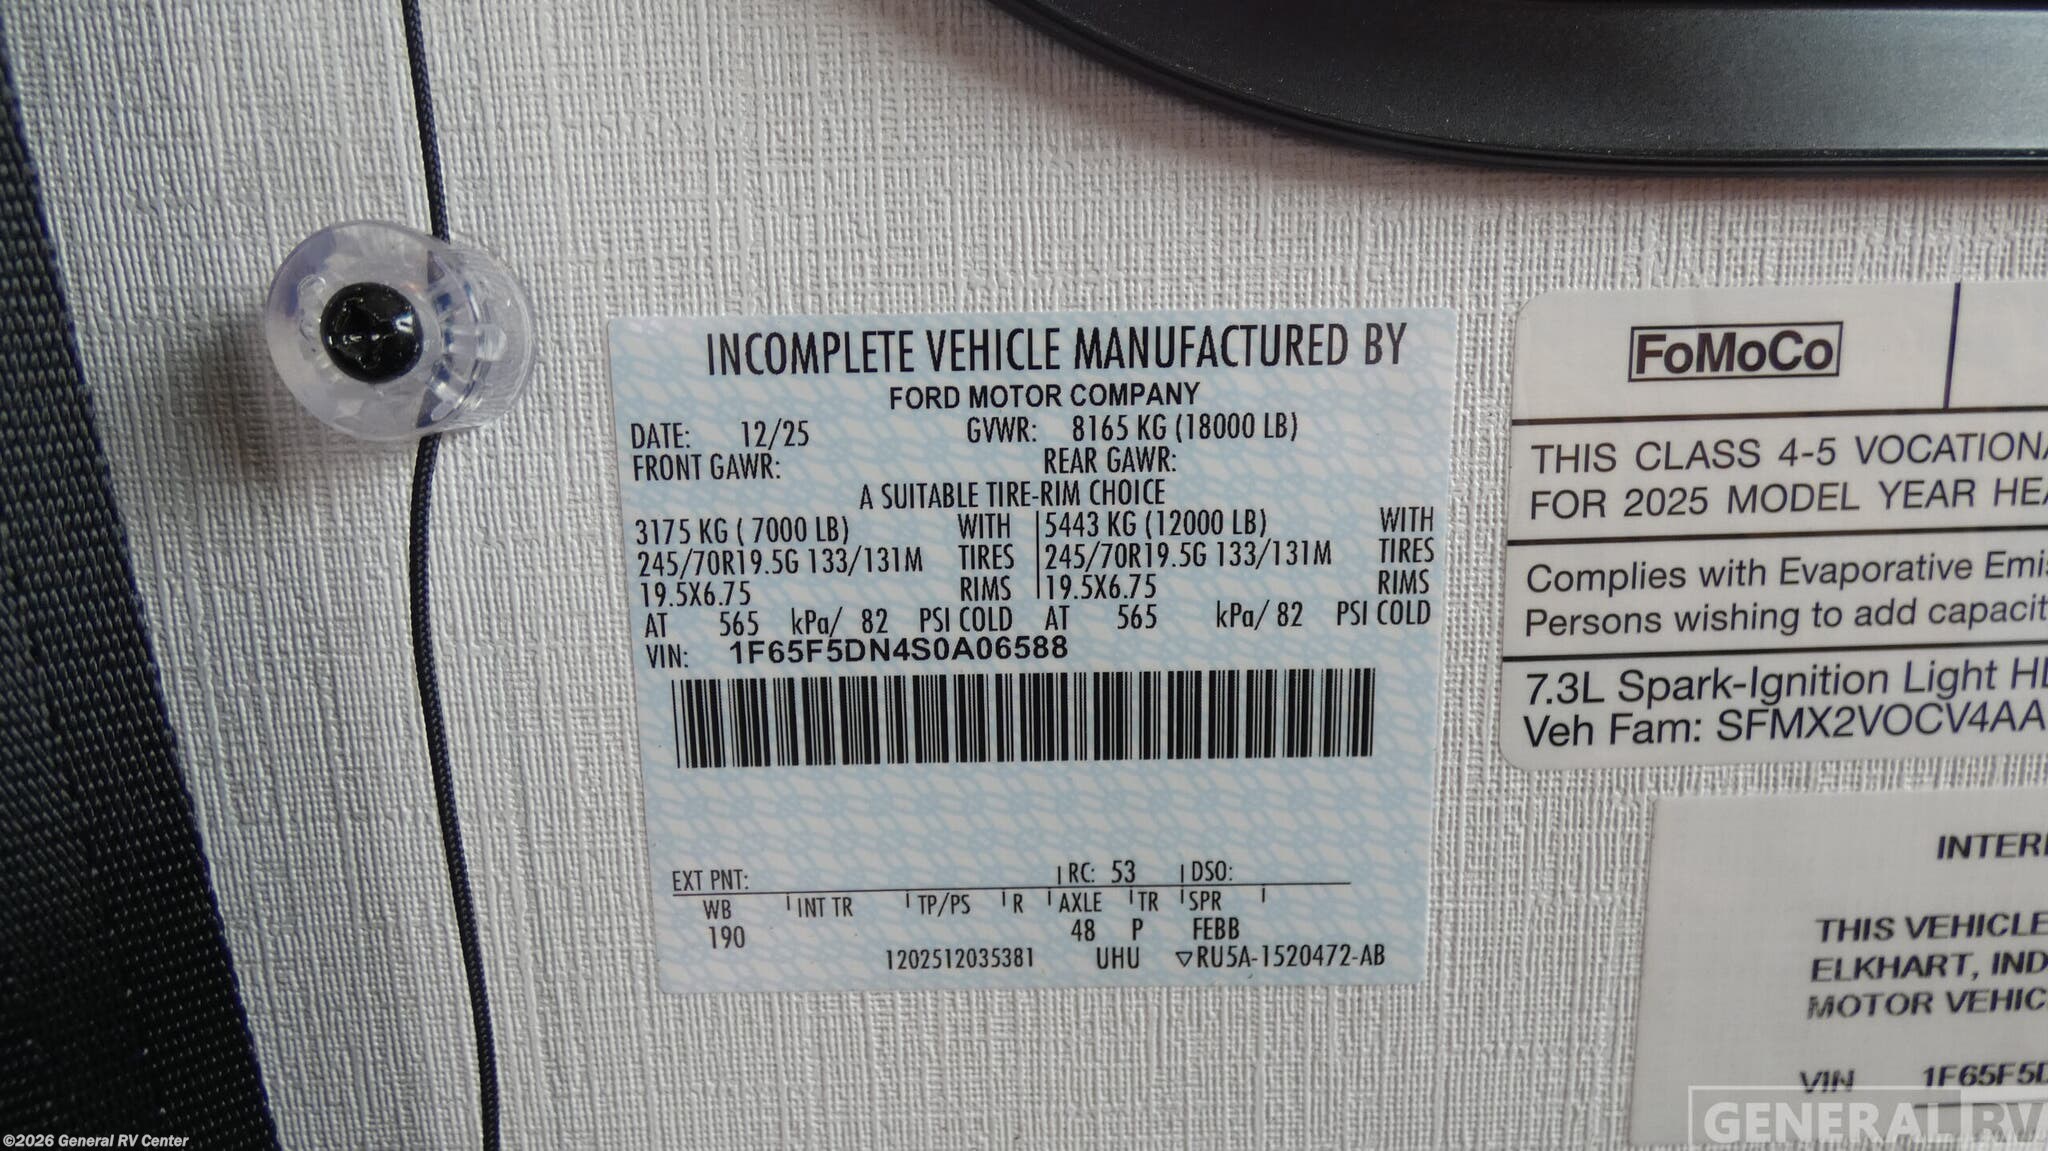 INCOMPLETE VEHICLE MANUFACTURED BY
FORD MOTOR COMPANY
DATE: 12/25 GVWR: 8165 KG (18000 LB)
FRONT GAWR: REAR GAWR:
A SUITABLE TIRE-RIM CHOICE
3175 KG ( 7000 LB) WITH 5443 KG (12000 LB) WITH
245/70R19.5G 133/131M TIRES 245/70R19.5G 133/131M TIRES
19.5X6.75 RIMS 19.5X6.75 RIMS
AT 565 kPa/ 82 PSI COLD AT 565 kPa/ 82 PSI COLD
VIN: 1F65F5DN4S0A06588
EXT PNT: RC: 53 DSO:
WB INT TR TP/PS R AXLE TR SPR
190 48 P FEBB
1202512035381 UHU ▽RU5A-1520472-AB
FoMoCo
THIS CLASS 4-5 VOCATIONA
FOR 2025 MODEL YEAR HEA
Complies with Evaporative Emis
Persons wishing to add capacit
7.3L Spark-Ignition Light HD
Veh Fam: SFMX2VOCV4AA
INTER
THIS VEHICLE
ELKHART, IND
MOTOR VEHIC
VIN 1F65F5D
GENERAL RV
©2026 General RV Center